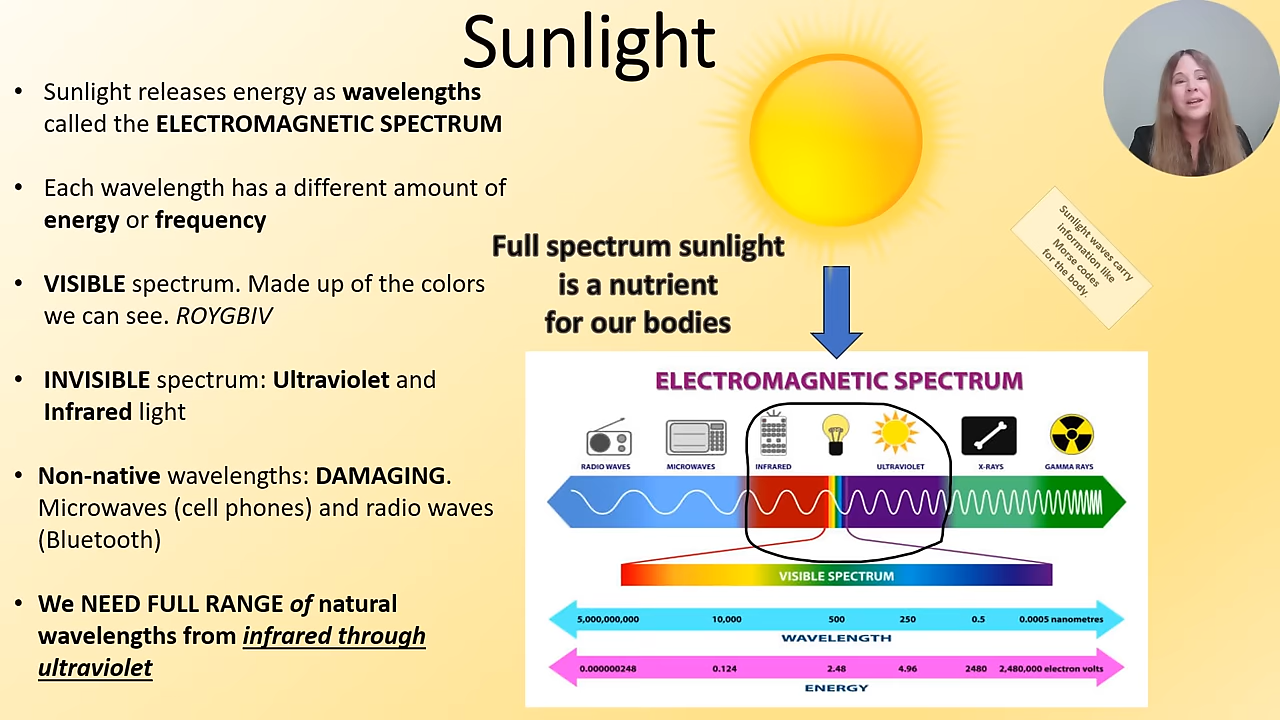 Sunlight
• Sunlight releases energy as wavelengths
called the ELECTROMAGNETIC SPECTRUM
• Each wavelength has a different amount of
energy or frequency
• VISIBLE spectrum. Made up of the colors
we can see. ROYGBIV
• INVISIBLE spectrum: Ultraviolet and
Infrared light
• Non-native wavelengths: DAMAGING.
Microwaves (cell phones) and radio waves
(Bluetooth)
• We NEED FULL RANGE of natural
wavelengths from infrared through
ultraviolet
Full spectrum sunlight
is a nutrient
for our bodies
Sunlight waves carry
information like
Morse codes
for the body.
ELECTROMAGNETIC SPECTRUM
RADIO WAVES MICROWAVES INFRARED ULTRAVIOLET X-RAYS GAMMA RAYS
VISIBLE SPECTRUM
5,000,000,000 10,000 500 250 0.5 0.0005 nanometres
WAVELENGTH
0.000000248 0.124 2.48 4.96 2480 2,480,000 electron volts
ENERGY